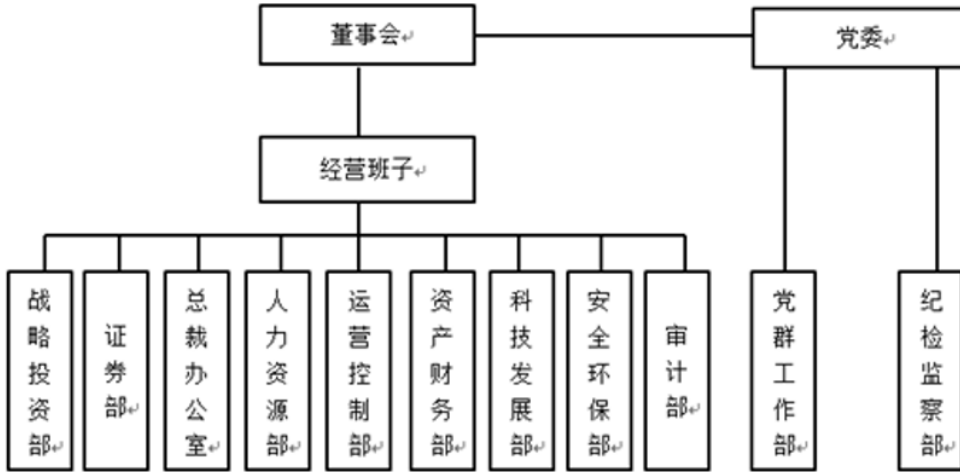 董事会
党委
经营班子
战略投资部
证券部
总裁办公室
人力资源部
运营控制部
资产财务部
科技发展部
安全环保部
审计部
党群工作部
纪检监察部